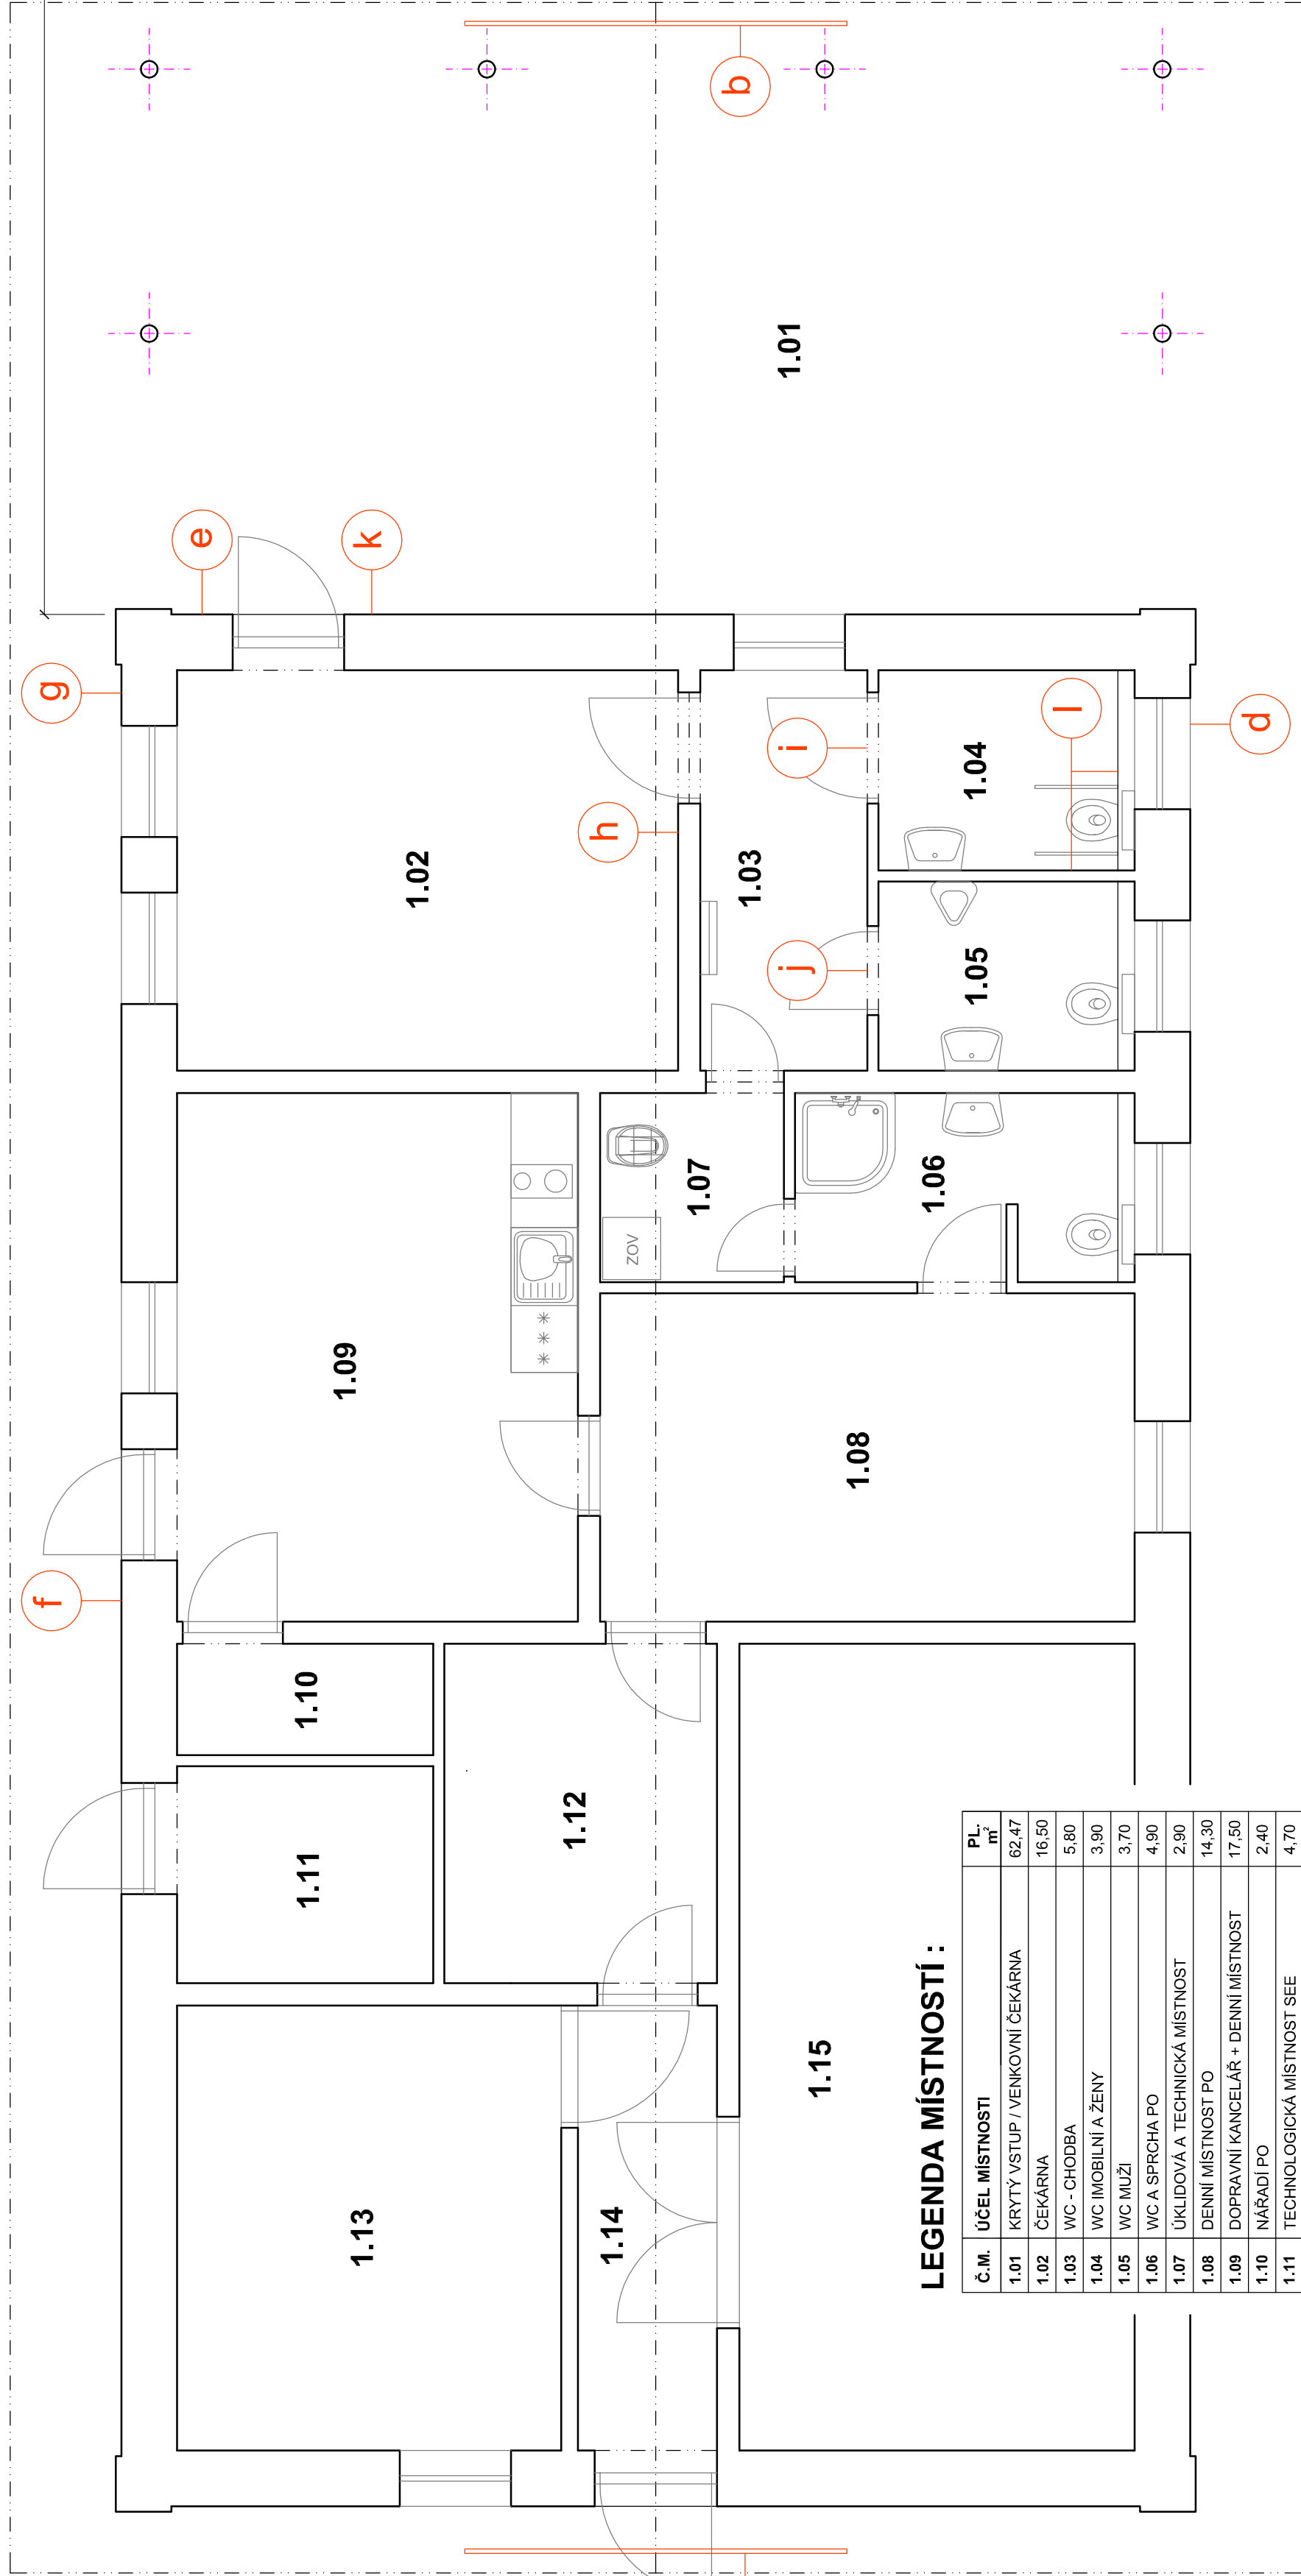 b
1.01
e
k
g
h
i
l
d
1.02
1.03
1.04
j
1.05
1.07
1.06
ZOV
1.09
1.08
f
1.10
1.12
1.11
1.13
1.14
1.15
LEGENDA MÍSTNOSTÍ :
Č.M. ÚČEL MÍSTNOSTI PL. m²
1.01 KRYTÝ VSTUP / VENKOVNÍ ČEKÁRNA 62,47
1.02 ČEKÁRNA 16,50
1.03 WC - CHODBA 5,80
1.04 WC IMOBILNÍ A ŽENY 3,90
1.05 WC MUŽI 3,70
1.06 WC A SPRCHA PO 4,90
1.07 ÚKLIDOVÁ A TECHNICKÁ MÍSTNOST 2,90
1.08 DENNÍ MÍSTNOST PO 14,30
1.09 DOPRAVNÍ KANCELÁŘ + DENNÍ MÍSTNOST 17,50
1.10 NÁŘADÍ PO 2,40
1.11 TECHNOLOGICKÁ MÍSTNOST SEE 4,70